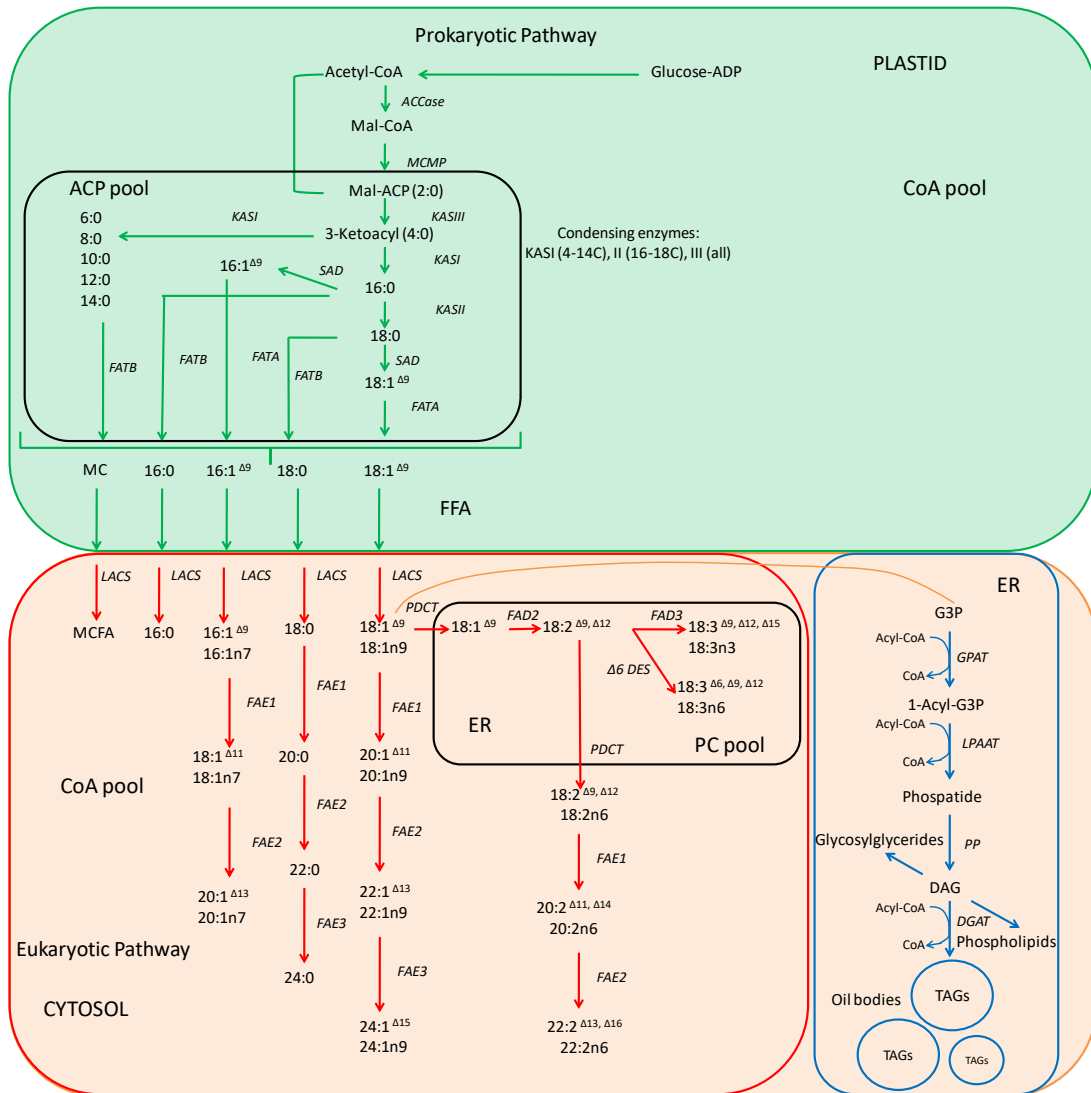 Prokaryotic Pathway
PLASTID
Acetyl-CoA
Glucose-ADP
ACCase
Mal-CoA
MCMP
ACP pool
CoA pool
Mal-ACP (2:0)
6:0
KASI
KASIII
8:0
3-Ketoacyl (4:0)
Condensing enzymes:
KASI (4-14C), II (16-18C), III (all)
10:0
12:0
14:0
16:1 Δ9
SAD
KASI
16:0
KASII
18:0
FATB
FATB
FATA
FATB
SAD
18:1 Δ9
FATA
MC
16:0
16:1 Δ9
18:0
18:1 Δ9
FFA
LACS
LACS
LACS
LACS
LACS
ER
MCFA
16:0
16:1 Δ9
16:1n7
18:0
18:1 Δ9
18:1n9
PDCT
18:1 Δ9
FAD2
18:2 Δ9, Δ12
FAD3
18:3 Δ9, Δ12, Δ15
18:3n3
Δ6 DES
18:3 Δ6, Δ9, Δ12
18:3n6
ER
PC pool
PDCT
G3P
Acyl-CoA
GPAT
CoA
1-Acyl-G3P
Acyl-CoA
LPAAT
CoA
Phospatide
Glycosylglycerides
PP
DAG
Acyl-CoA
DGAT
CoA
Phospholipids
Oil bodies
TAGs
TAGs
TAGs
FAE1
FAE1
FAE1
CoA pool
18:1 Δ11
18:1n7
20:0
20:1 Δ11
20:1n9
18:2 Δ9, Δ12
18:2n6
FAE2
FAE2
FAE2
FAE1
20:1 Δ13
20:1n7
22:0
22:1 Δ13
22:1n9
20:2 Δ11, Δ14
20:2n6
Eukaryotic Pathway
FAE3
FAE3
FAE2
CYTOSOL
24:0
24:1 Δ15
24:1n9
22:2 Δ13, Δ16
22:2n6